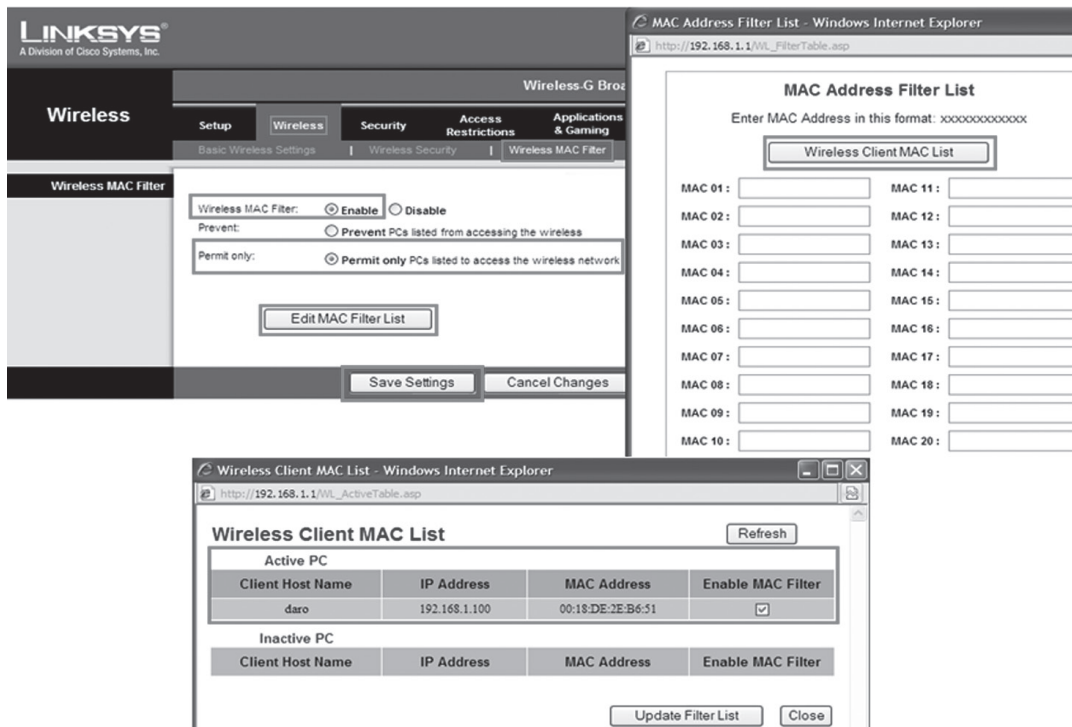 LINKSYS®
A Division of Cisco Systems, Inc.
Wireless-G Broa
Wireless
Setup Wireless Security Access Restrictions Applications & Gaming
Basic Wireless Settings | Wireless Security | Wireless MAC Filter
Wireless MAC Filter
Wireless MAC Filter: Enable Disable
Prevent: Prevent PCs listed from accessing the wireless
Permit only: Permit only PCs listed to access the wireless network
Edit MAC Filter List
Save Settings Cancel Changes
MAC Address Filter List - Windows Internet Explorer
http://192.168.1.1/WL_FilterTable.asp
MAC Address Filter List
Enter MAC Address in this format: xxxxxxxxxxxx
Wireless Client MAC List
MAC 01 : MAC 11 :
MAC 02 : MAC 12 :
MAC 03 : MAC 13 :
MAC 04 : MAC 14 :
MAC 05 : MAC 15 :
MAC 06 : MAC 16 :
MAC 07 : MAC 17 :
MAC 08 : MAC 18 :
MAC 09 : MAC 19 :
MAC 10 : MAC 20 :
Wireless Client MAC List - Windows Internet Explorer
http://192.168.1.1/WL_ActiveTable.asp
Wireless Client MAC List Refresh
Active PC
Client Host Name IP Address MAC Address Enable MAC Filter
daro 192.168.1.100 00:18:DE:2E:B6:51
Inactive PC
Client Host Name IP Address MAC Address Enable MAC Filter
Update Filter List Close